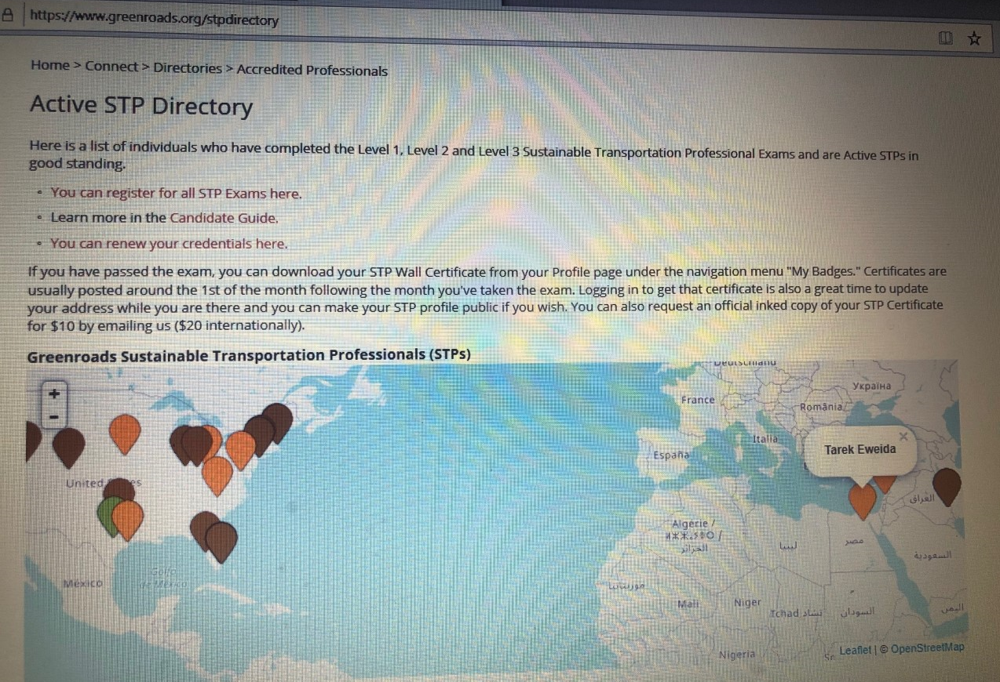 https://www.greenroads.org/stpdirectory
Home > Connect > Directories > Accredited Professionals
Active STP Directory
Here is a list of individuals who have completed the Level 1, Level 2 and Level 3 Sustainable Transportation Professional Exams and are Active STPs in
good standing.
You can register for all STP Exams here.
Learn more in the Candidate Guide.
You can renew your credentials here.
If you have passed the exam, you can download your STP Wall Certificate from your Profile page under the navigation menu "My Badges." Certificates are
usually posted around the 1st of the month following the month you've taken the exam. Logging in to get that certificate is also a great time to update
your address while you are there and you can make your STP profile public if you wish. You can also request an official inked copy of your STP Certificate
for $10 by emailing us ($20 internationally).
Greenroads Sustainable Transportation Professionals (STPs)
+
−
Deutschland
Україна
France
România
Italia
Tarek Eweida
×
España
United
العراق
Algérie /
الجزائر
ليبيا
مصر
السعودية
Golfo
de México
México
موريتانيا
Mali
Niger
Tchad تشاد
السودان
اليمن
Nigeria
Leaflet | © OpenStreetMap